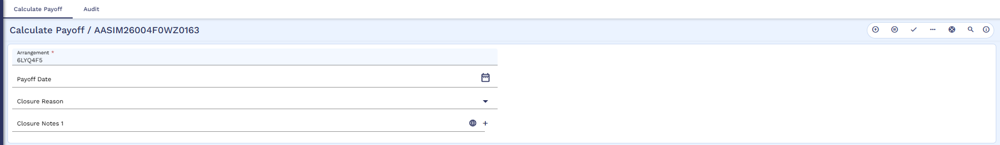 Calculate Payoff Audit
Calculate Payoff / AASIM26004F0WZ0163
Arrangement *
6LYQ4F5
Payoff Date
Closure Reason
Closure Notes 1